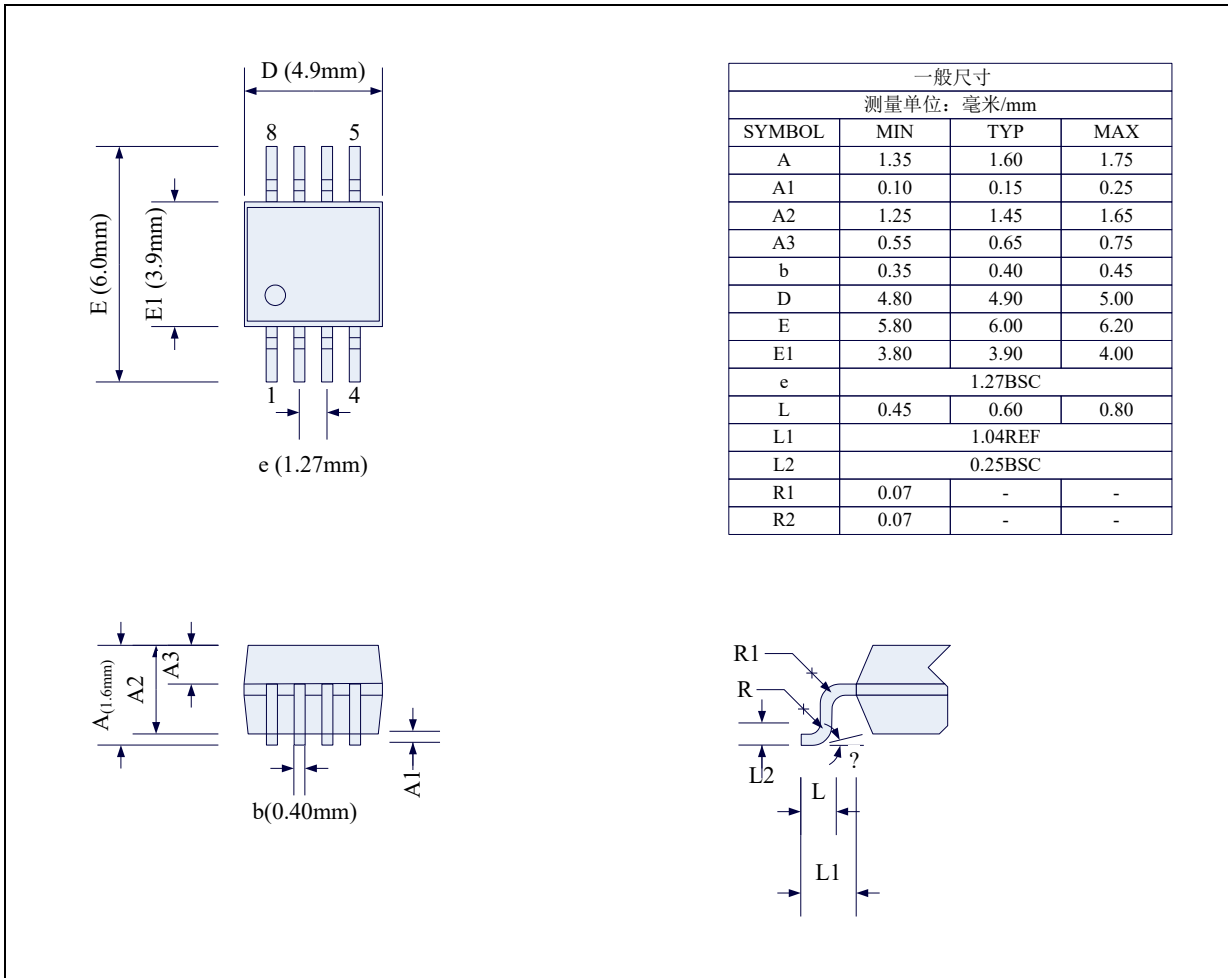 D (4.9mm)
8 5
E (6.0mm)
E1 (3.9mm)
1 4
e (1.27mm)
一般尺寸
测量单位：毫米/mm
SYMBOL MIN TYP MAX
A 1.35 1.60 1.75
A1 0.10 0.15 0.25
A2 1.25 1.45 1.65
A3 0.55 0.65 0.75
b 0.35 0.40 0.45
D 4.80 4.90 5.00
E 5.80 6.00 6.20
E1 3.80 3.90 4.00
e 1.27BSC
L 0.45 0.60 0.80
L1 1.04REF
L2 0.25BSC
R1 0.07 - -
R2 0.07 - -
A(1.6mm)
A2
A3
A1
b(0.40mm)
R1
R
L2
?
L
L1